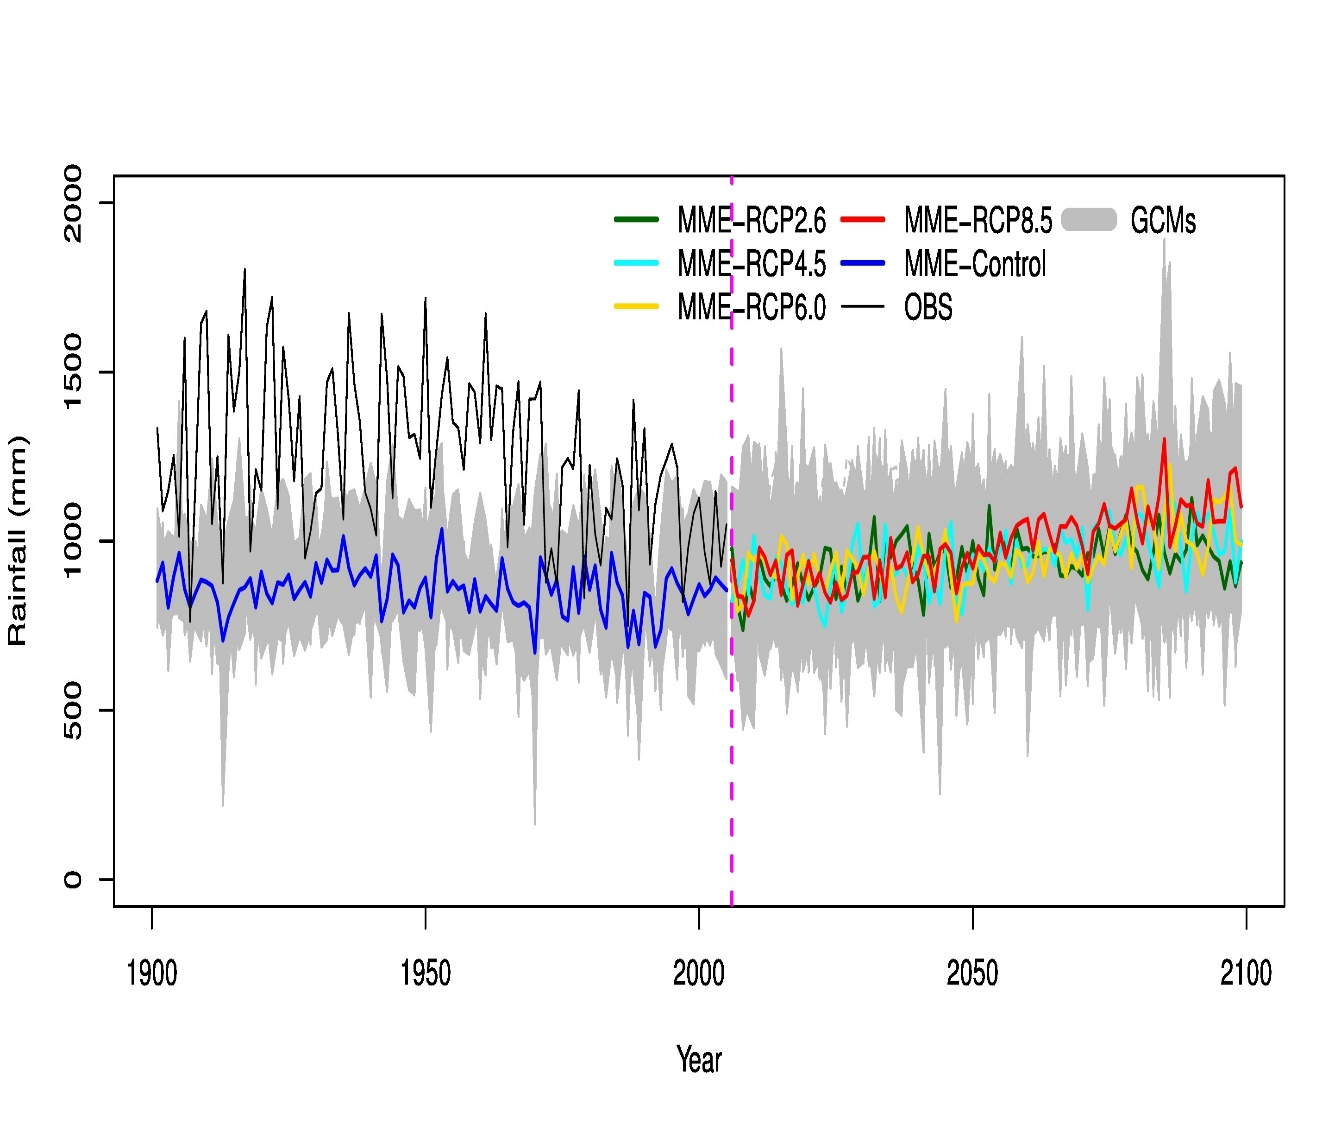 2000
1500
1000
500
0
Rainfall (mm)
MME−RCP2.6
MME−RCP4.5
MME−RCP6.0
MME−RCP8.5
MME−Control
OBS
GCMs
1900 1950 2000 2050 2100
Year